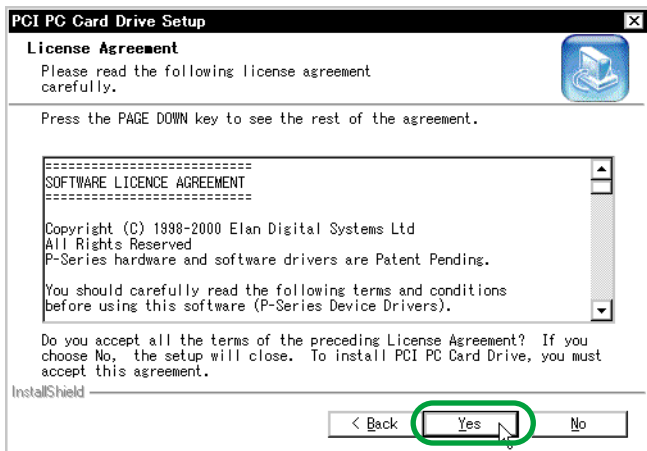 PCI PC Card Drive Setup
License Agreement
Please read the following license agreement
carefully.
Press the PAGE DOWN key to see the rest of the agreement.
============================
SOFTWARE LICENCE AGREEMENT
============================
Copyright (C) 1998-2000 Elan Digital Systems Ltd
All Rights Reserved
P-Series hardware and software drivers are Patent Pending.
You should carefully read the following terms and conditions
before using this software (P-Series Device Drivers).
Do you accept all the terms of the preceding License Agreement? If you
choose No, the setup will close. To install PCI PC Card Drive, you must
accept this agreement.
InstallShield
< Back Yes No